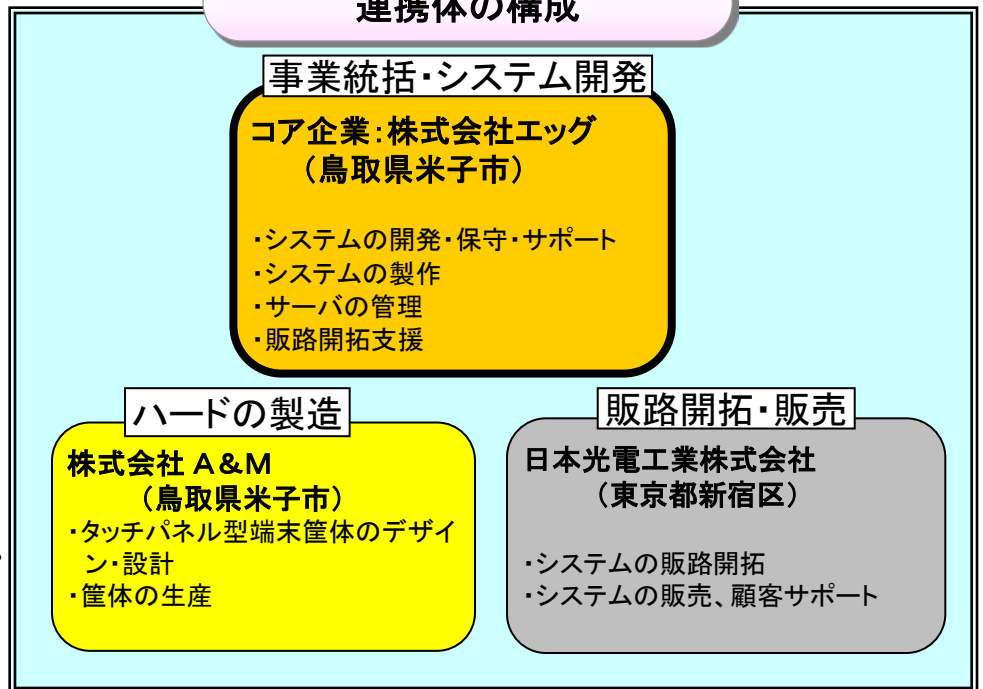 連携体の構成
事業統括・システム開発
コア企業：株式会社エッグ
（鳥取県米子市）
・システムの開発・保守・サポート
・システムの製作
・サーバの管理
・販路開拓支援
ハードの製造
株式会社 A&M
（鳥取県米子市）
・タッチパネル型端末筐体のデザイ
ン・設計
・筐体の生産
販路開拓・販売
日本光電工業株式会社
（東京都新宿区）
・システムの販路開拓
・システムの販売、顧客サポート